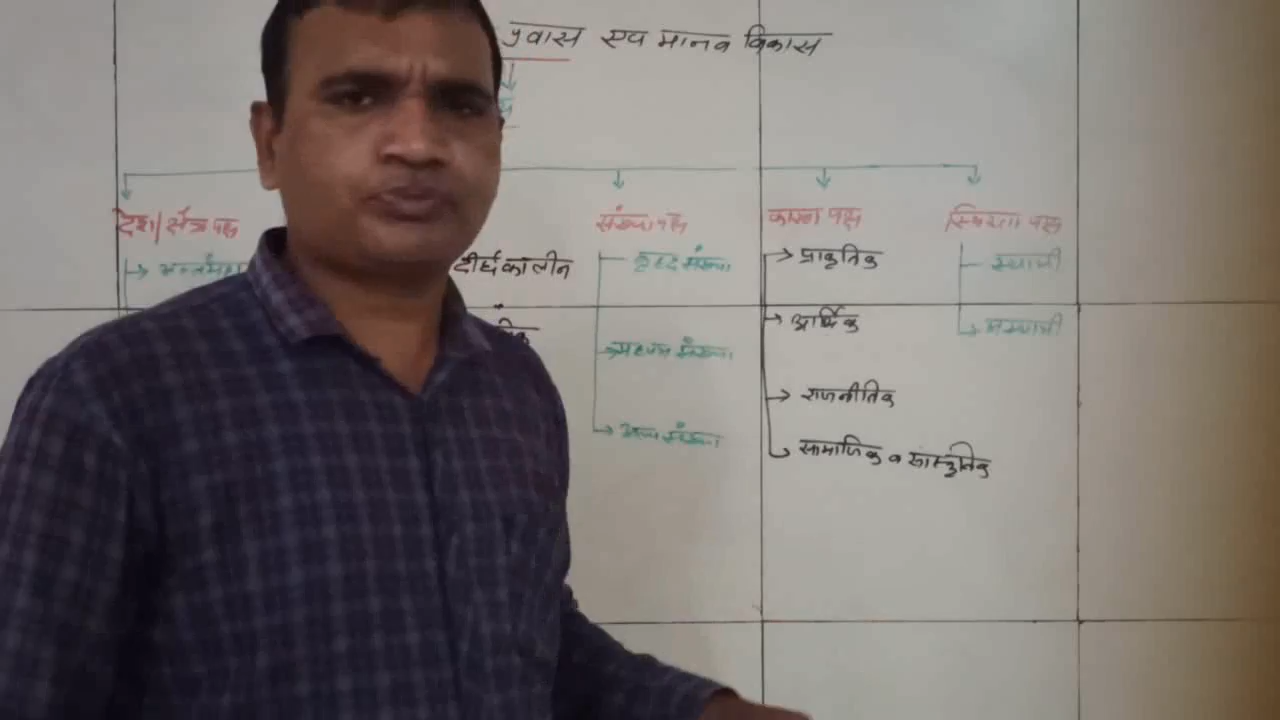 प्रवास एव मानव विकास
देश/क्षेत्र पक्ष
संख्या पक्ष
कारण पक्ष
स्थिरता पक्ष
दीर्घकालीन
बृहद संख्या
प्राकृतिक
स्थायी
मध्यम संख्या
आर्थिक
अस्थायी
अल्प संख्या
राजनीतिक
सामाजिक व सांस्कृतिक